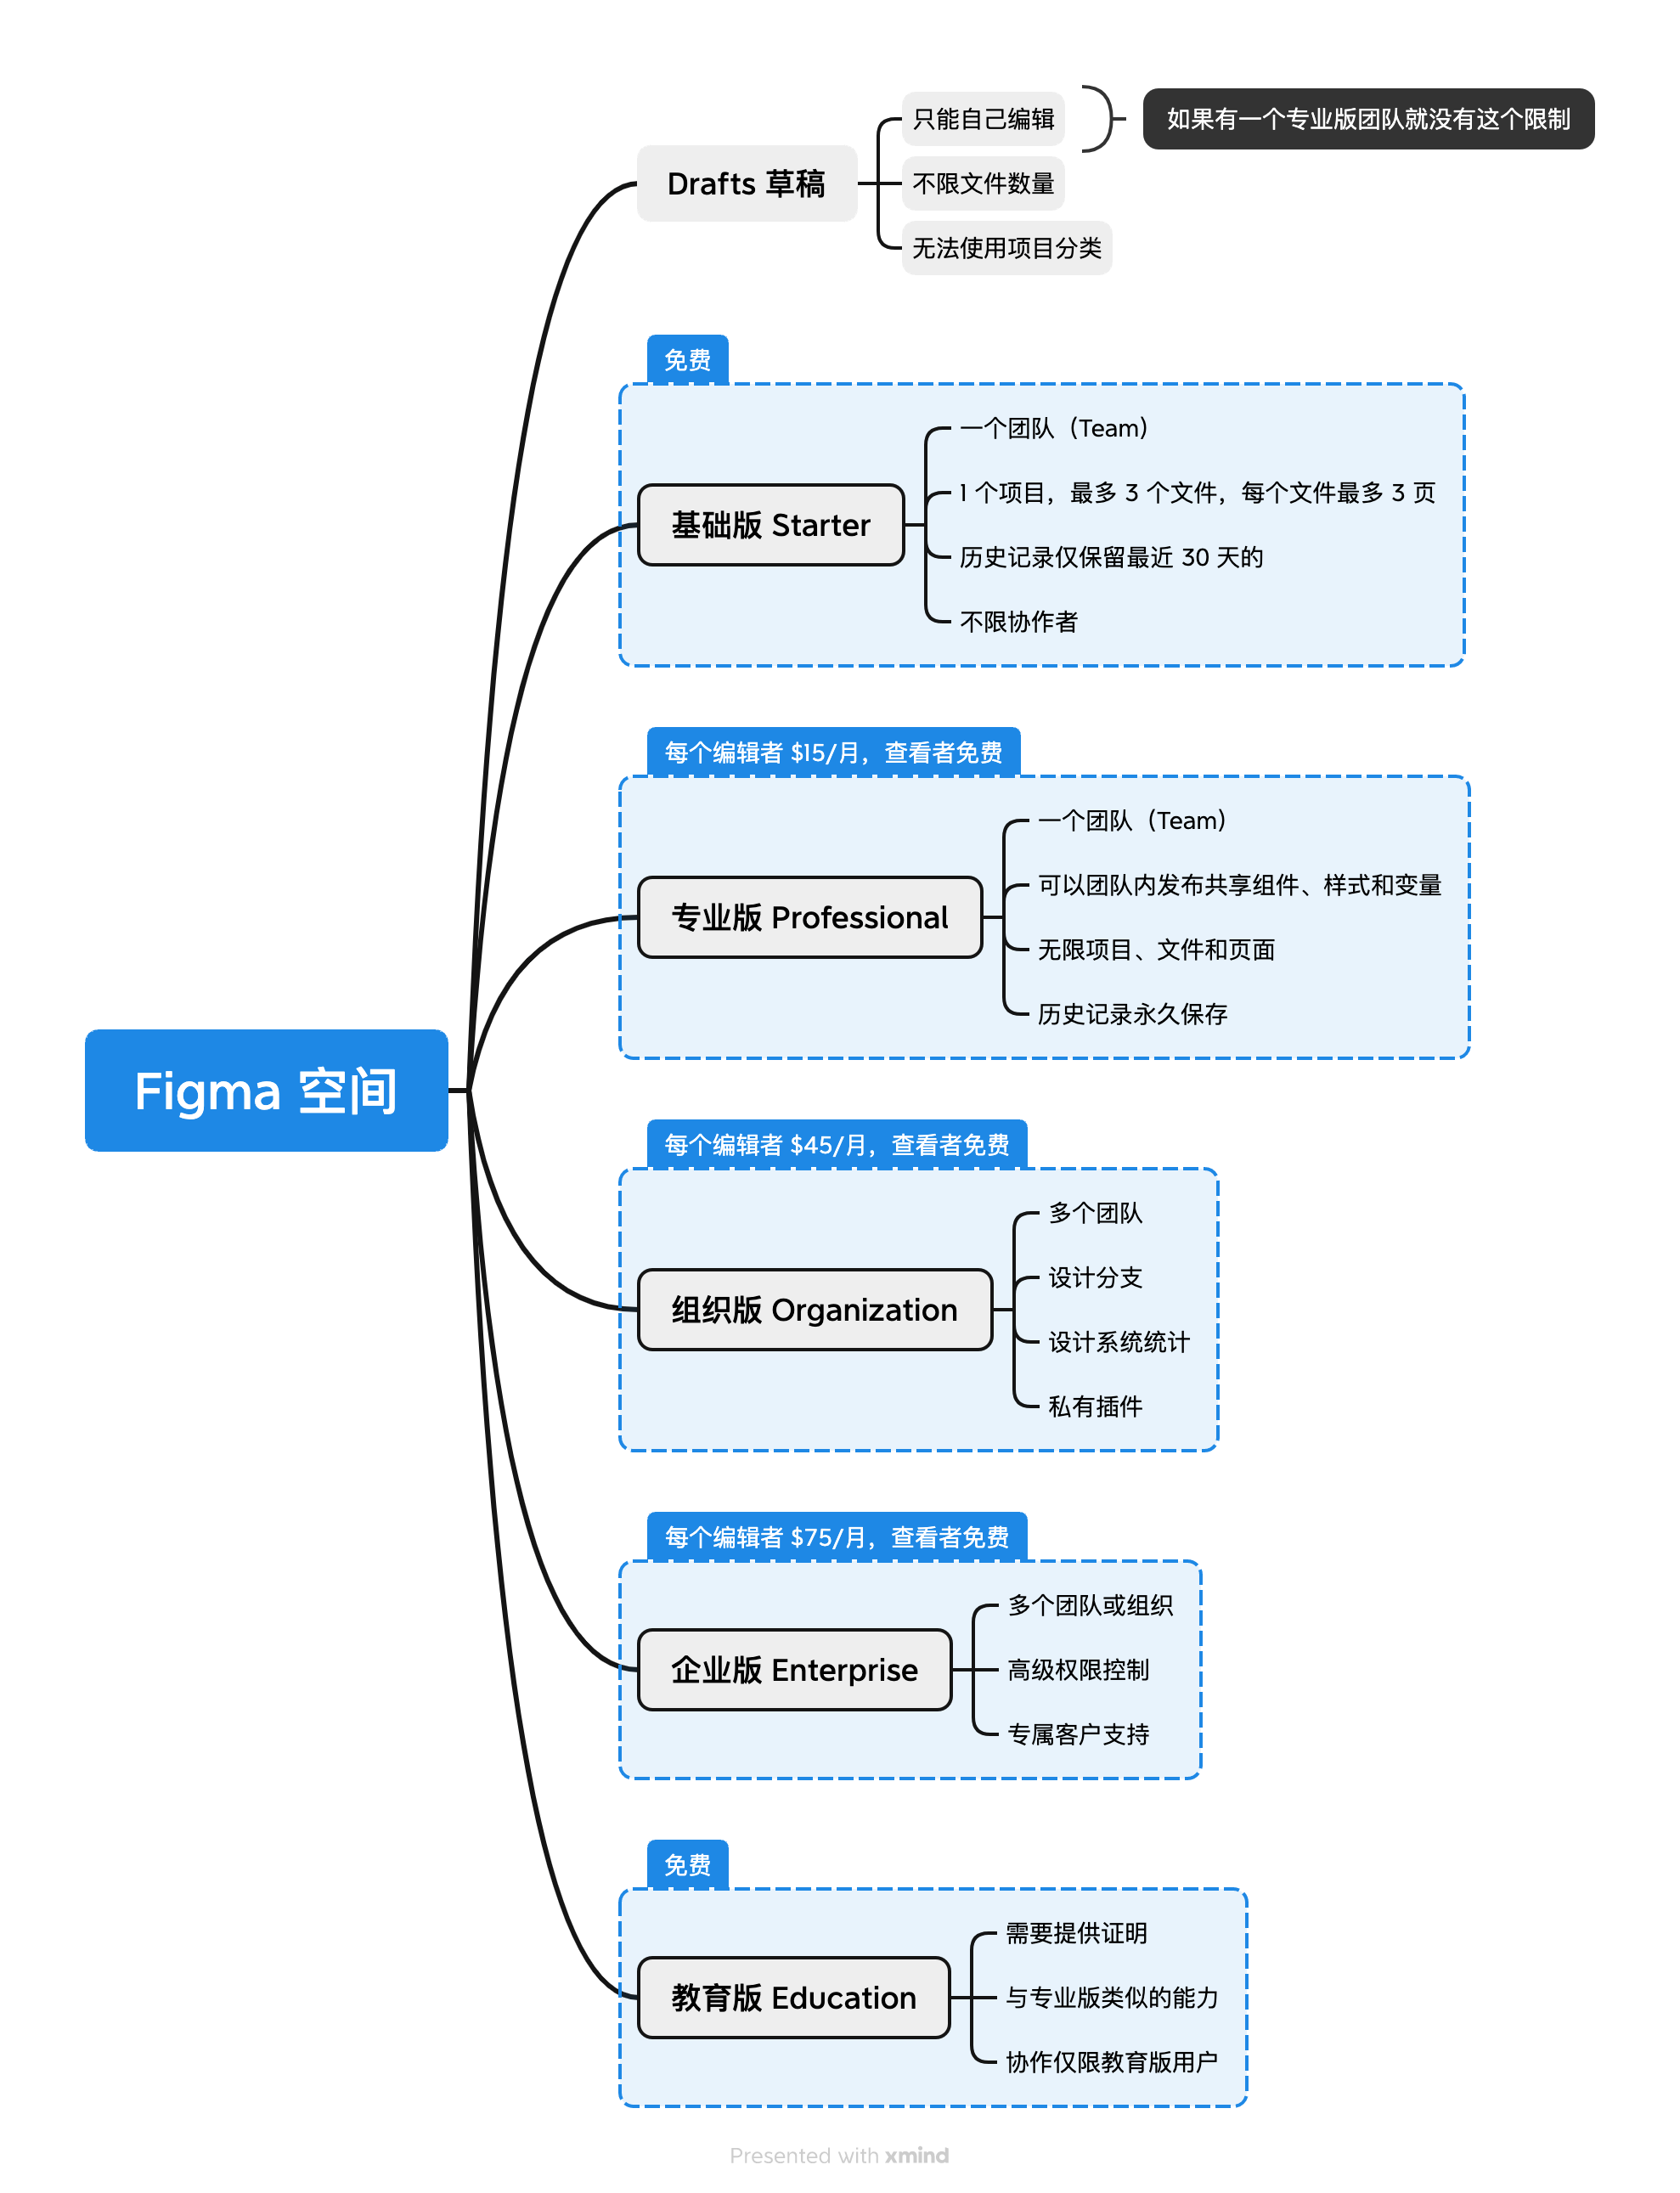 Figma 空间
Drafts 草稿
只能自己编辑
如果有一个专业版团队就没有这个限制
不限文件数量
无法使用项目分类
免费
基础版 Starter
一个团队（Team）
1 个项目，最多 3 个文件，每个文件最多 3 页
历史记录仅保留最近 30 天的
不限协作者
每个编辑者 $15/月，查看者免费
专业版 Professional
一个团队（Team）
可以团队内发布共享组件、样式和变量
无限项目、文件和页面
历史记录永久保存
每个编辑者 $45/月，查看者免费
组织版 Organization
多个团队
设计分支
设计系统统计
私有插件
每个编辑者 $75/月，查看者免费
企业版 Enterprise
多个团队或组织
高级权限控制
专属客户支持
免费
教育版 Education
需要提供证明
与专业版类似的能力
协作仅限教育版用户
Presented with xmind